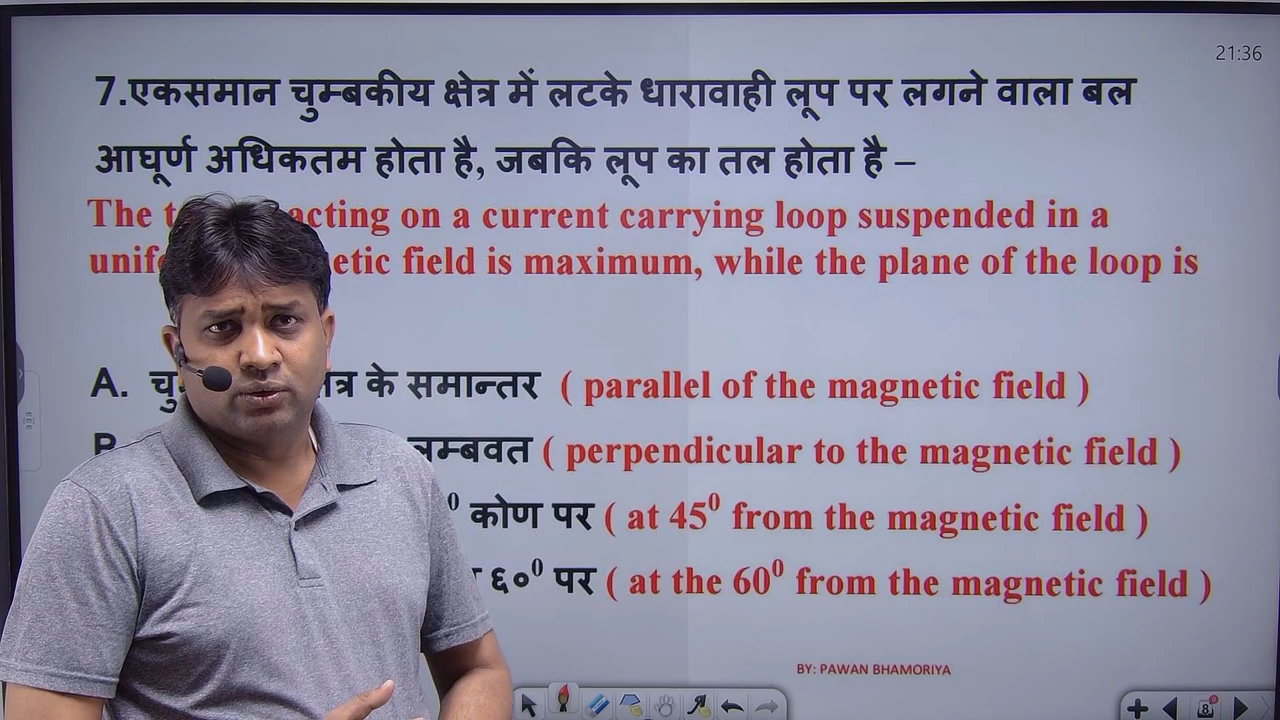 21:36
7.एकसमान चुम्बकीय क्षेत्र में लटके धारावाही लूप पर लगने वाला बल
आघूर्ण अधिकतम होता है, जबकि लूप का तल होता है –
The acting on a current carrying loop suspended in a
field is maximum, while the plane of the loop is
A. के समान्तर ( parallel of the magnetic field )
लम्बवत ( perpendicular to the magnetic field )
कोण पर ( at 45⁰ from the magnetic field )
६०⁰ पर ( at the 60⁰ from the magnetic field )
BY: PAWAN BHAMORIYA
8